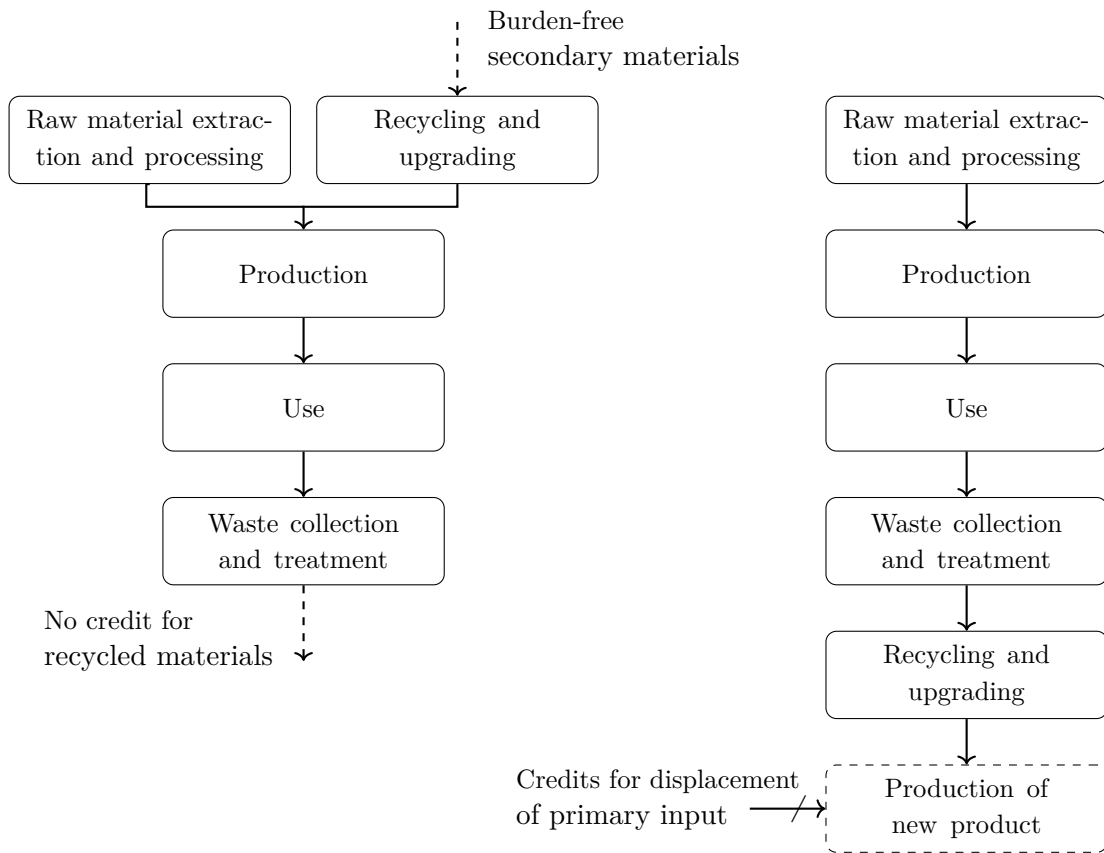 Burden-free
secondary materials
Raw material extrac-
tion and processing
Recycling and
upgrading
Production
Use
Waste collection
and treatment
No credit for
recycled materials
Raw material extrac-
tion and processing
Production
Use
Waste collection
and treatment
Recycling and
upgrading
Credits for displacement
of primary input
Production of
new product